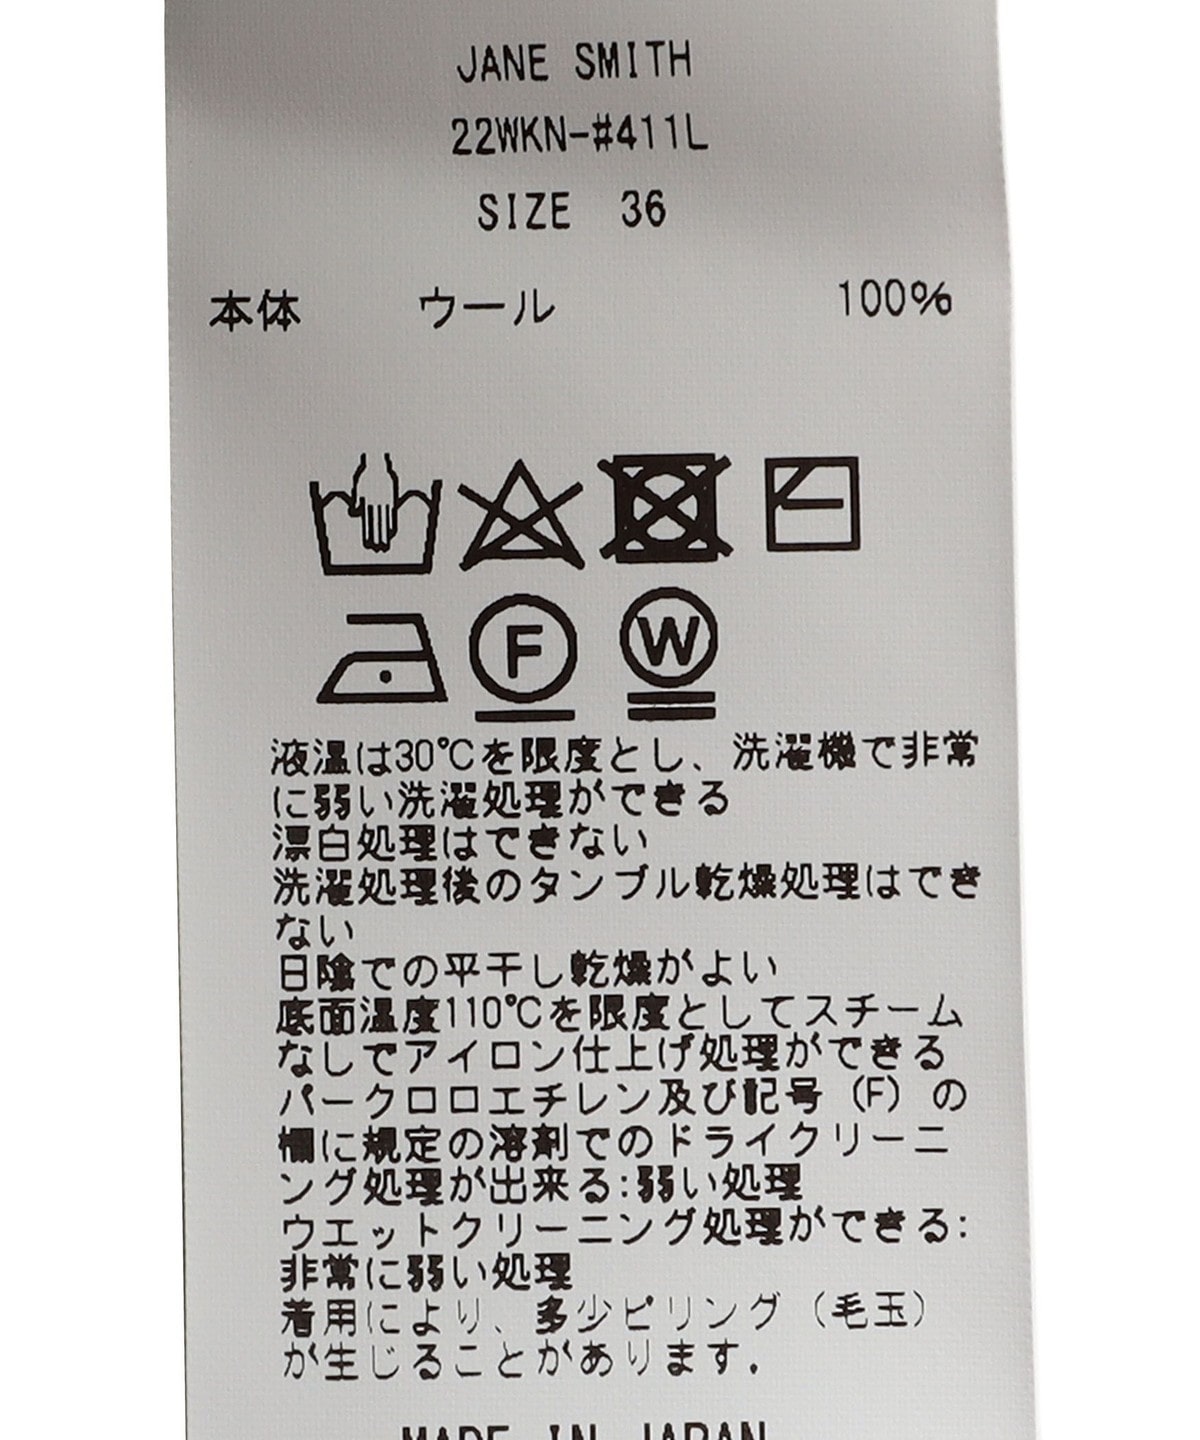 JANE SMITH
22WKN-#411L
SIZE 36
本体 ウール 100%
F W
液温は30℃を限度とし、洗濯機で非常
に弱い洗濯処理ができる
漂白処理はできない
洗濯処理後のタンブル乾燥処理はでき
ない
日陰での平干し乾燥がよい
底面温度110℃を限度としてスチーム
なしでアイロン仕上げ処理ができる
パークロロエチレン及び記号(F)の
欄に規定の溶剤でのドライクリーニ
ング処理が出来る:弱い処理
ウエットクリーニング処理ができる:
非常に弱い処理
着用により、多少ピリング(毛玉)
が生じることがあります.
MADE IN JAPAN